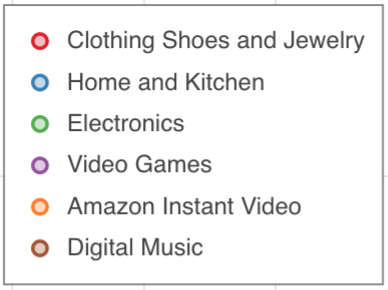 Clothing Shoes and Jewelry
Home and Kitchen
Electronics
Video Games
Amazon Instant Video
Digital Music